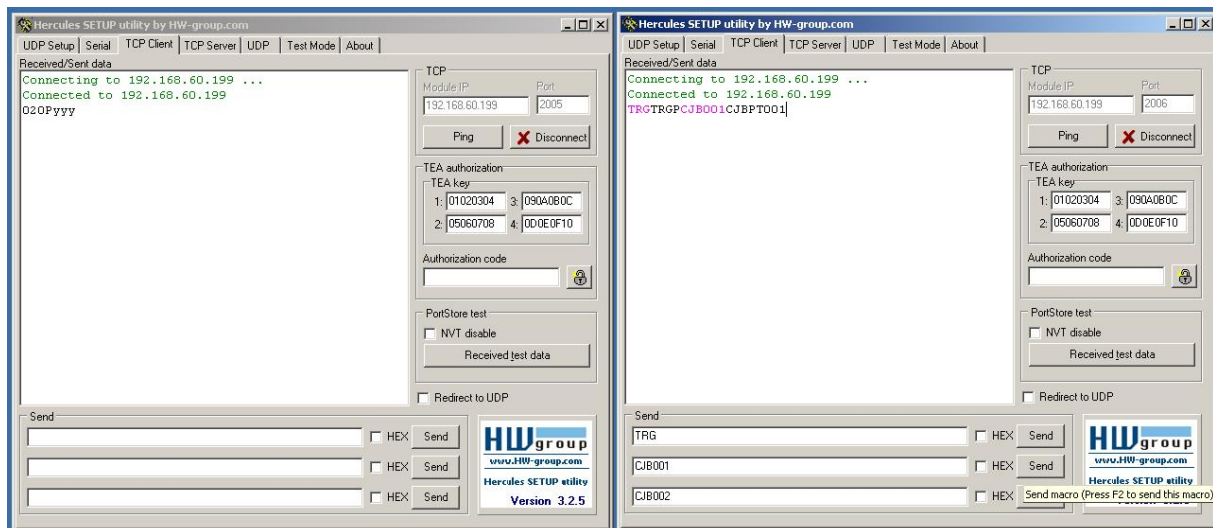 Hercules SETUP utility by HW-group.com
UDP Setup Serial TCP Client TCP Server UDP Test Mode About
Received/Sent data
Connecting to 192.168.60.199 ...
Connected to 192.168.60.199
020Pyyy
TCP
Module IP Port
192.168.60.199 2005
Ping Disconnect
TEA authorization
TEA key
1: 01020304 3: 090A0B0C
2: 05060708 4: 0D0E0F10
Authorization code
PortStore test
NVT disable
Received test data
Redirect to UDP
Send
HEX Send
HEX Send
HEX Send
HWgroup
www.HW-group.com
Hercules SETUP utility
Version 3.2.5
Hercules SETUP utility by HW-group.com
UDP Setup Serial TCP Client TCP Server UDP Test Mode About
Received/Sent data
Connecting to 192.168.60.199 ...
Connected to 192.168.60.199
TRGTRGPCJB001CJBPT001
TCP
Module IP Port
192.168.60.199 2006
Ping Disconnect
TEA authorization
TEA key
1: 01020304 3: 090A0B0C
2: 05060708 4: 0D0E0F10
Authorization code
PortStore test
NVT disable
Received test data
Redirect to UDP
Send
TRG HEX Send
CJB001 HEX Send
CJB002 HEX
HWgroup
www.HW-group.com
Hercules SETUP utility
Send macro (Press F2 to send this macro)